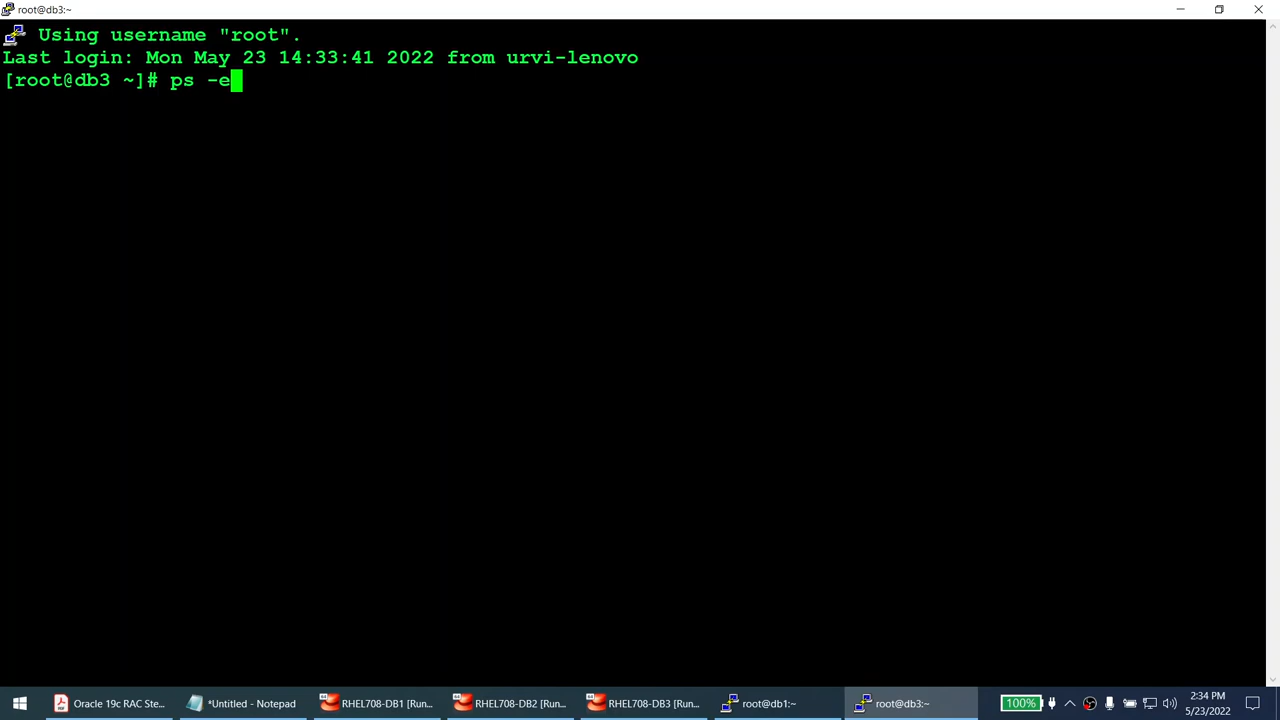 root@db3:~
Using username "root".
Last login: Mon May 23 14:33:41 2022 from urvi-lenovo
[root@db3 ~]# ps -e
Oracle 19c RAC Ste...
*Untitled - Notepad
RHEL708-DB1 [Run...
RHEL708-DB2 [Run...
RHEL708-DB3 [Run...
root@db1:~
root@db3:~
100%
2:34 PM
5/23/2022